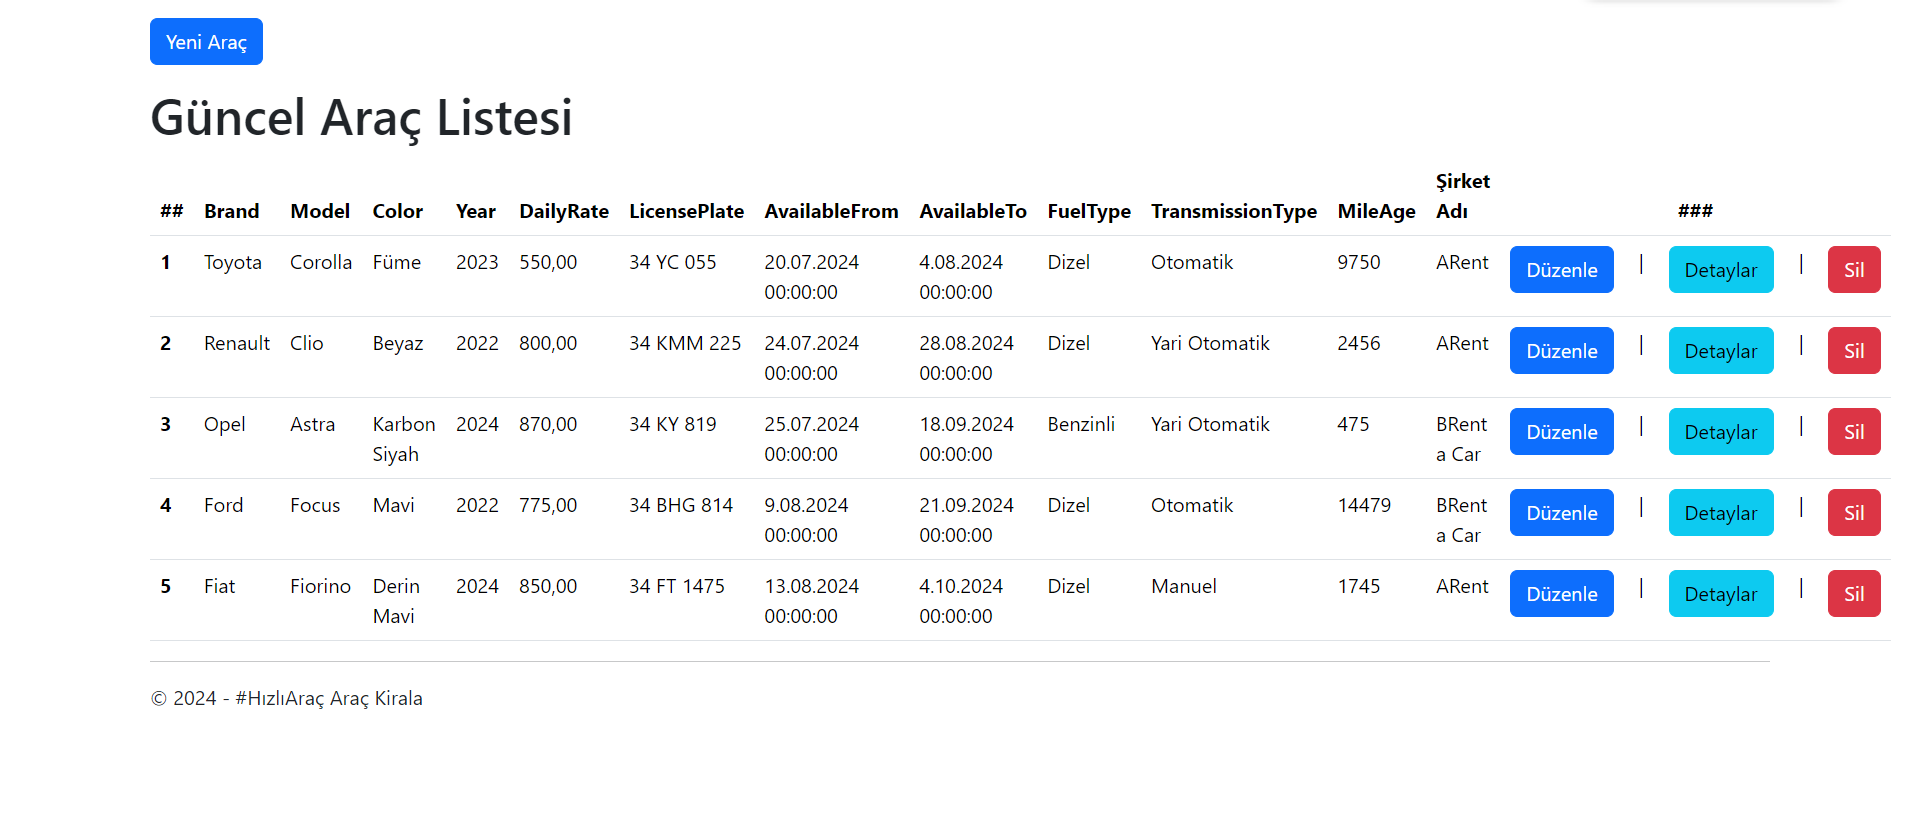 Yeni Araç
Güncel Araç Listesi
## Brand Model Color Year DailyRate LicensePlate AvailableFrom AvailableTo FuelType TransmissionType MileAge Şirket Adı ###
1 Toyota Corolla Füme 2023 550,00 34 YC 055 20.07.2024 00:00:00 4.08.2024 00:00:00 Dizel Otomatik 9750 ARent Düzenle | Detaylar | Sil
2 Renault Clio Beyaz 2022 800,00 34 KMM 225 24.07.2024 00:00:00 28.08.2024 00:00:00 Dizel Yari Otomatik 2456 ARent Düzenle | Detaylar | Sil
3 Opel Astra Karbon Siyah 2024 870,00 34 KY 819 25.07.2024 00:00:00 18.09.2024 00:00:00 Benzinli Yari Otomatik 475 BRent a Car Düzenle | Detaylar | Sil
4 Ford Focus Mavi 2022 775,00 34 BHG 814 9.08.2024 00:00:00 21.09.2024 00:00:00 Dizel Otomatik 14479 BRent a Car Düzenle | Detaylar | Sil
5 Fiat Fiorino Derin Mavi 2024 850,00 34 FT 1475 13.08.2024 00:00:00 4.10.2024 00:00:00 Dizel Manuel 1745 ARent Düzenle | Detaylar | Sil
© 2024 - #HızlıAraç Araç Kirala